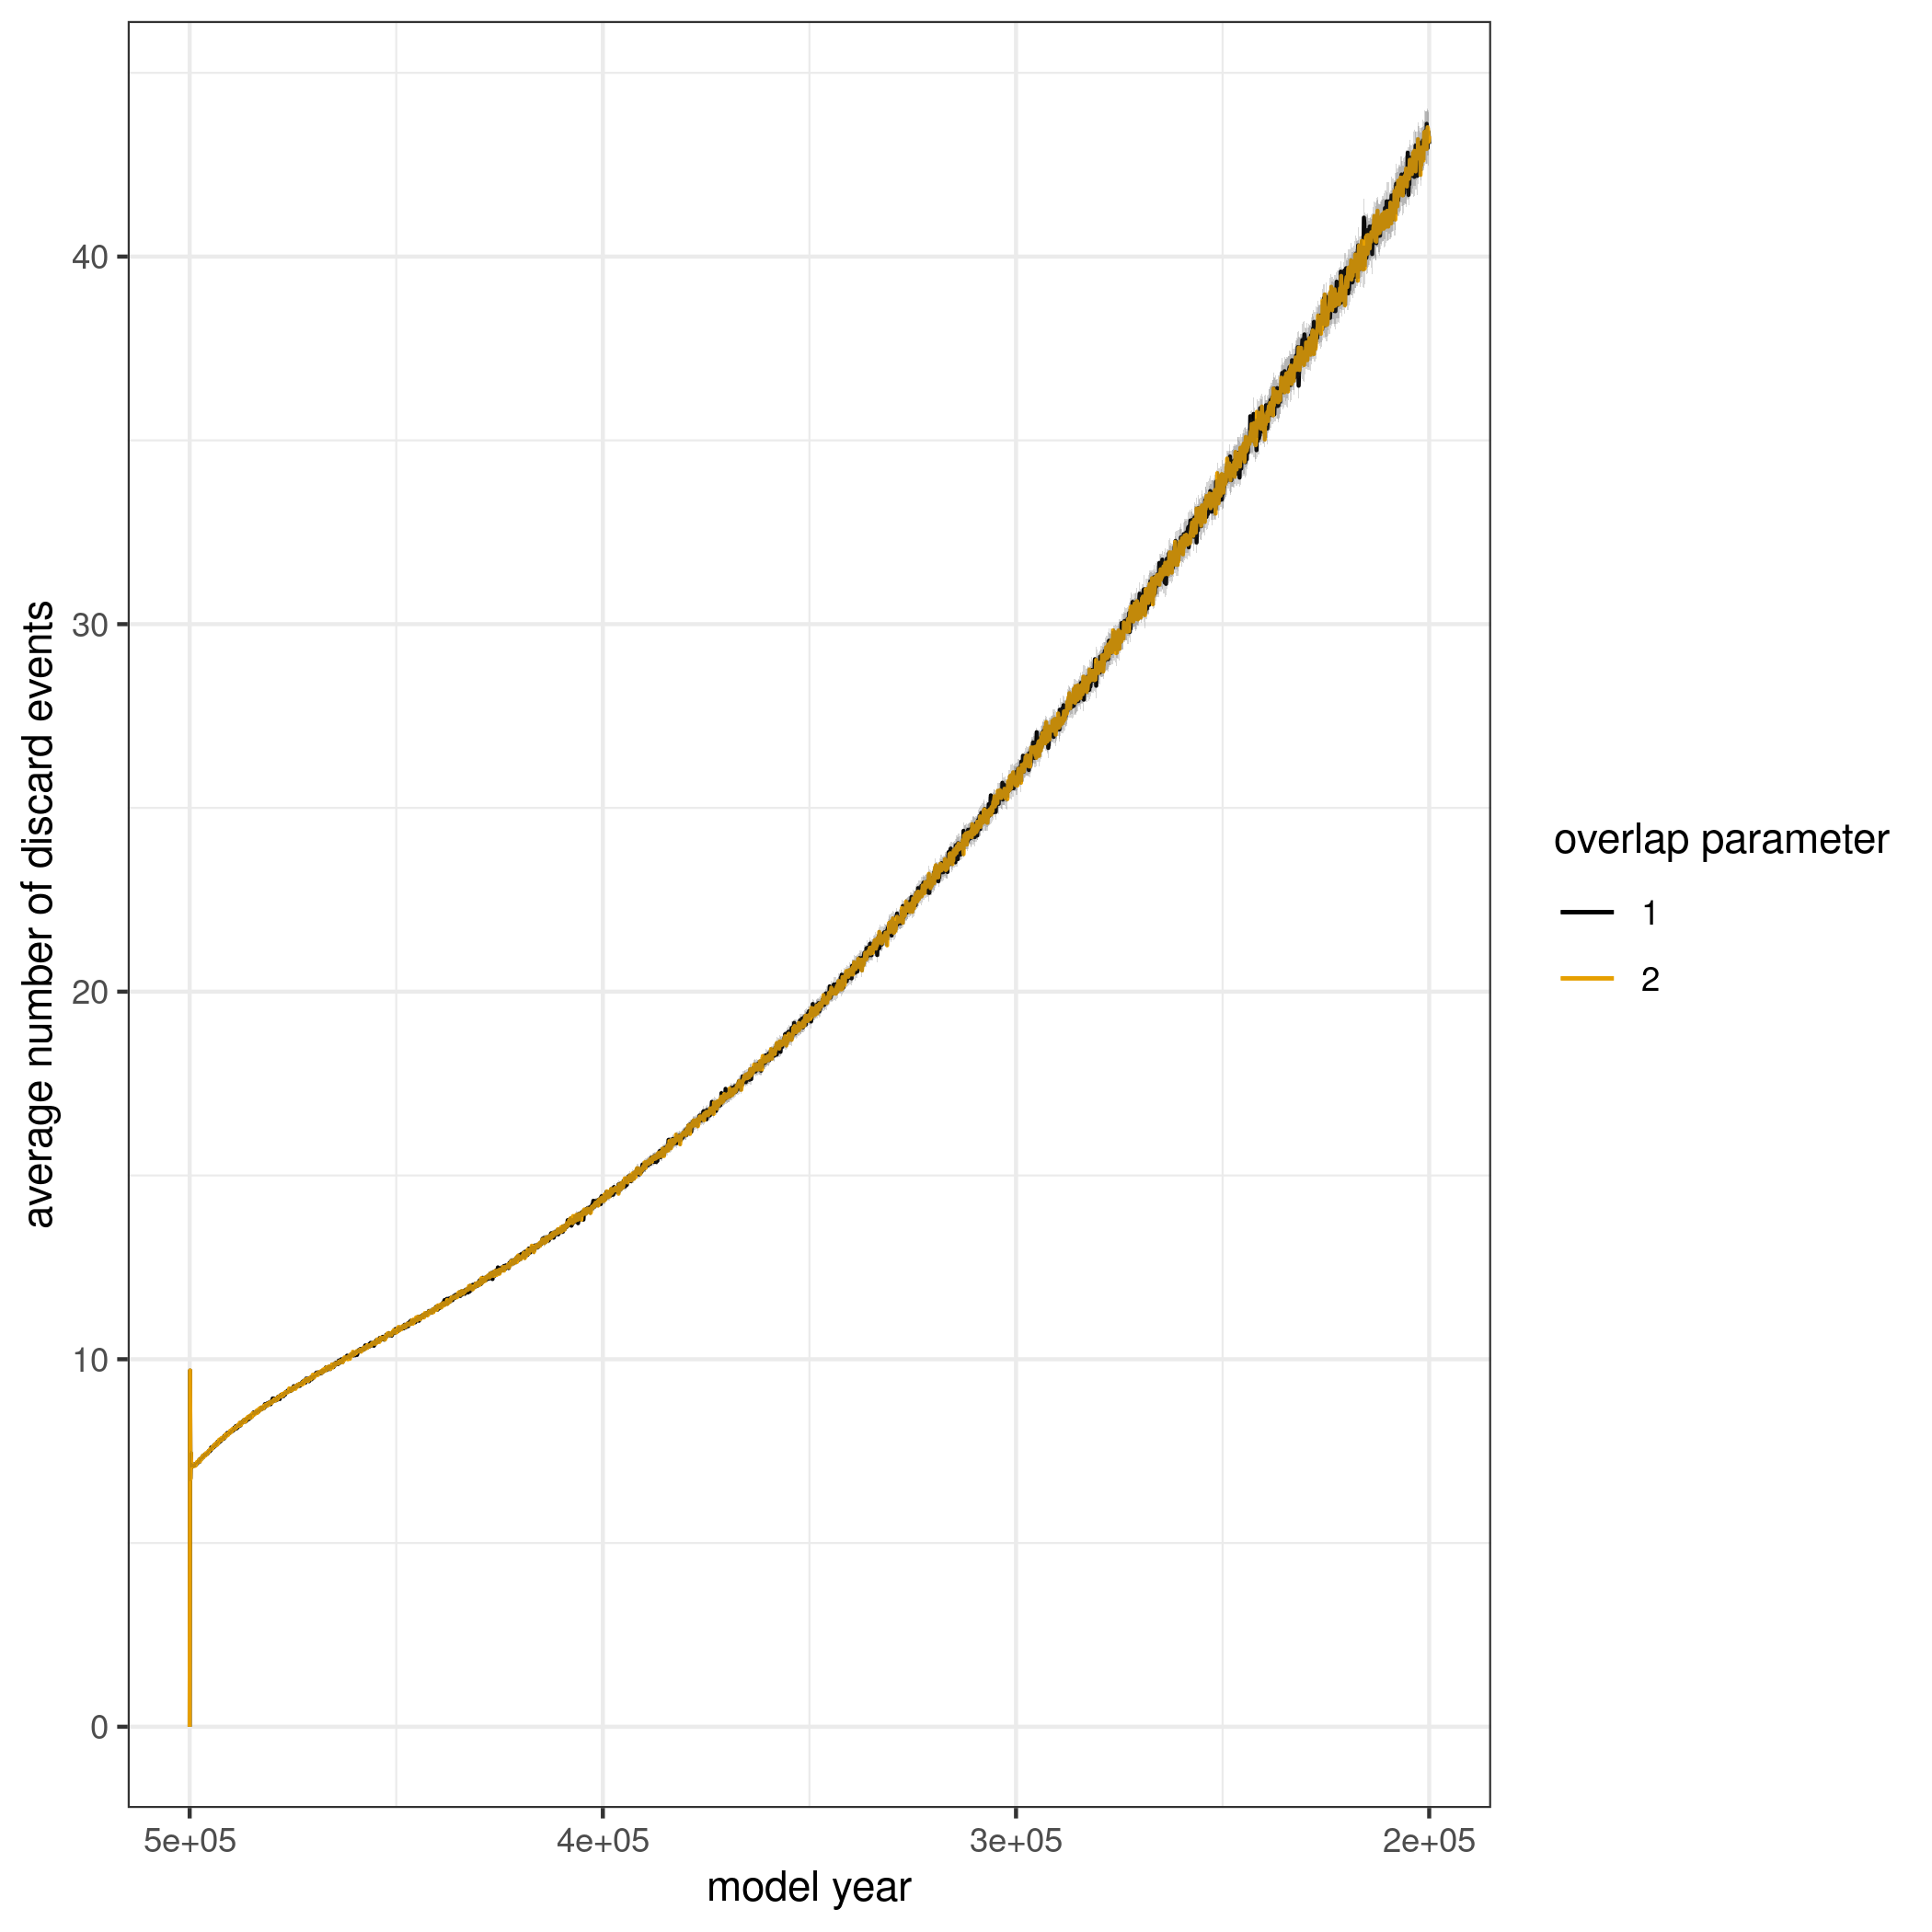 average number of discard events
40
30
20
10
0
5e+05
4e+05
3e+05
2e+05
model year
overlap parameter
1
2